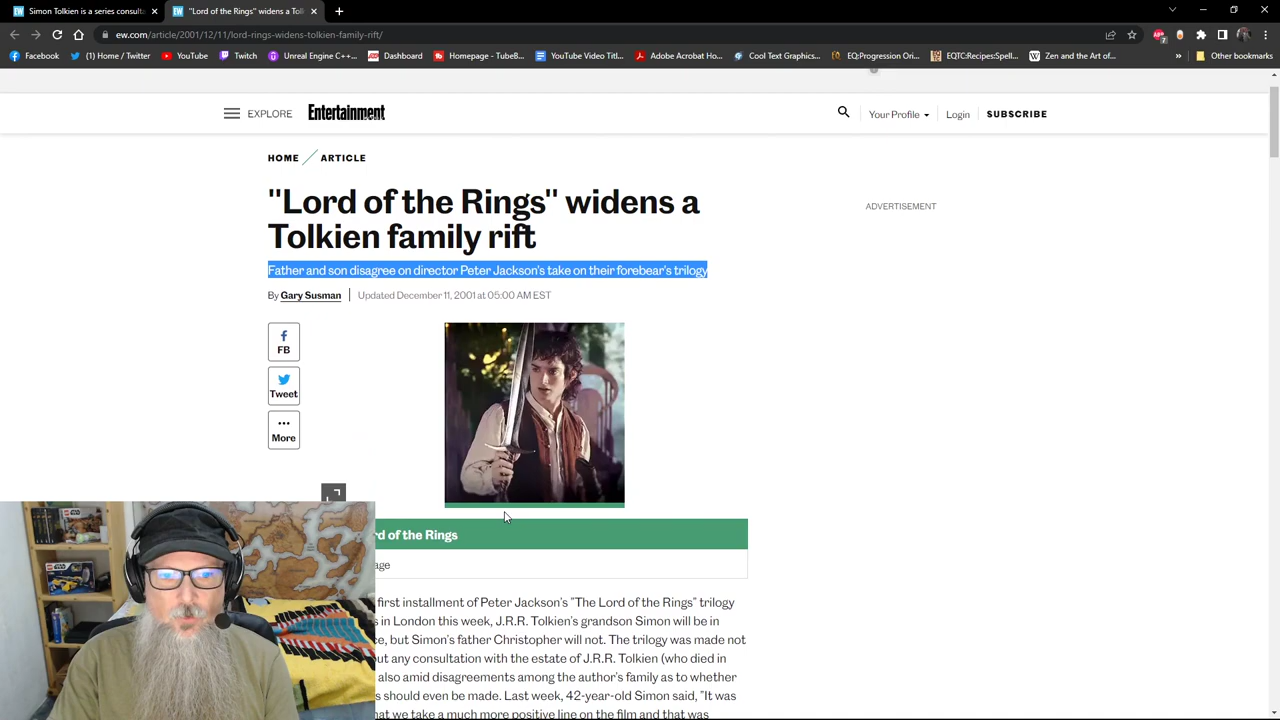 Simon Tolkien is a series consulta
"Lord of the Rings" widens a Tolk
ew.com/article/2001/12/11/lord-rings-widens-tolkien-family-rift/
Facebook
(1) Home / Twitter
YouTube
Twitch
Unreal Engine C++...
Dashboard
Homepage - TubeB...
YouTube Video Titl...
Adobe Acrobat Ho...
Cool Text Graphics...
EQ:Progression Ori...
EQTC:Recipes:Spell...
Zen and the Art of...
»
Other bookmarks
EXPLORE
Entertainment
Your Profile
Login
SUBSCRIBE
HOME / ARTICLE
"Lord of the Rings" widens a
Tolkien family rift
Father and son disagree on director Peter Jackson's take on their forebear's trilogy
By Gary Susman | Updated December 11, 2001 at 05:00 AM EST
ADVERTISEMENT
FB
Tweet
More
rd of the Rings
age
first installment of Peter Jackson's "The Lord of the Rings" trilogy
s in London this week, J.R.R. Tolkien's grandson Simon will be in
ce, but Simon's father Christopher will not. The trilogy was made not
out any consultation with the estate of J.R.R. Tolkien (who died in
also amid disagreements among the author's family as to whether
s should even be made. Last week, 42-year-old Simon said, "It was
hat we take a much more positive line on the film and that was